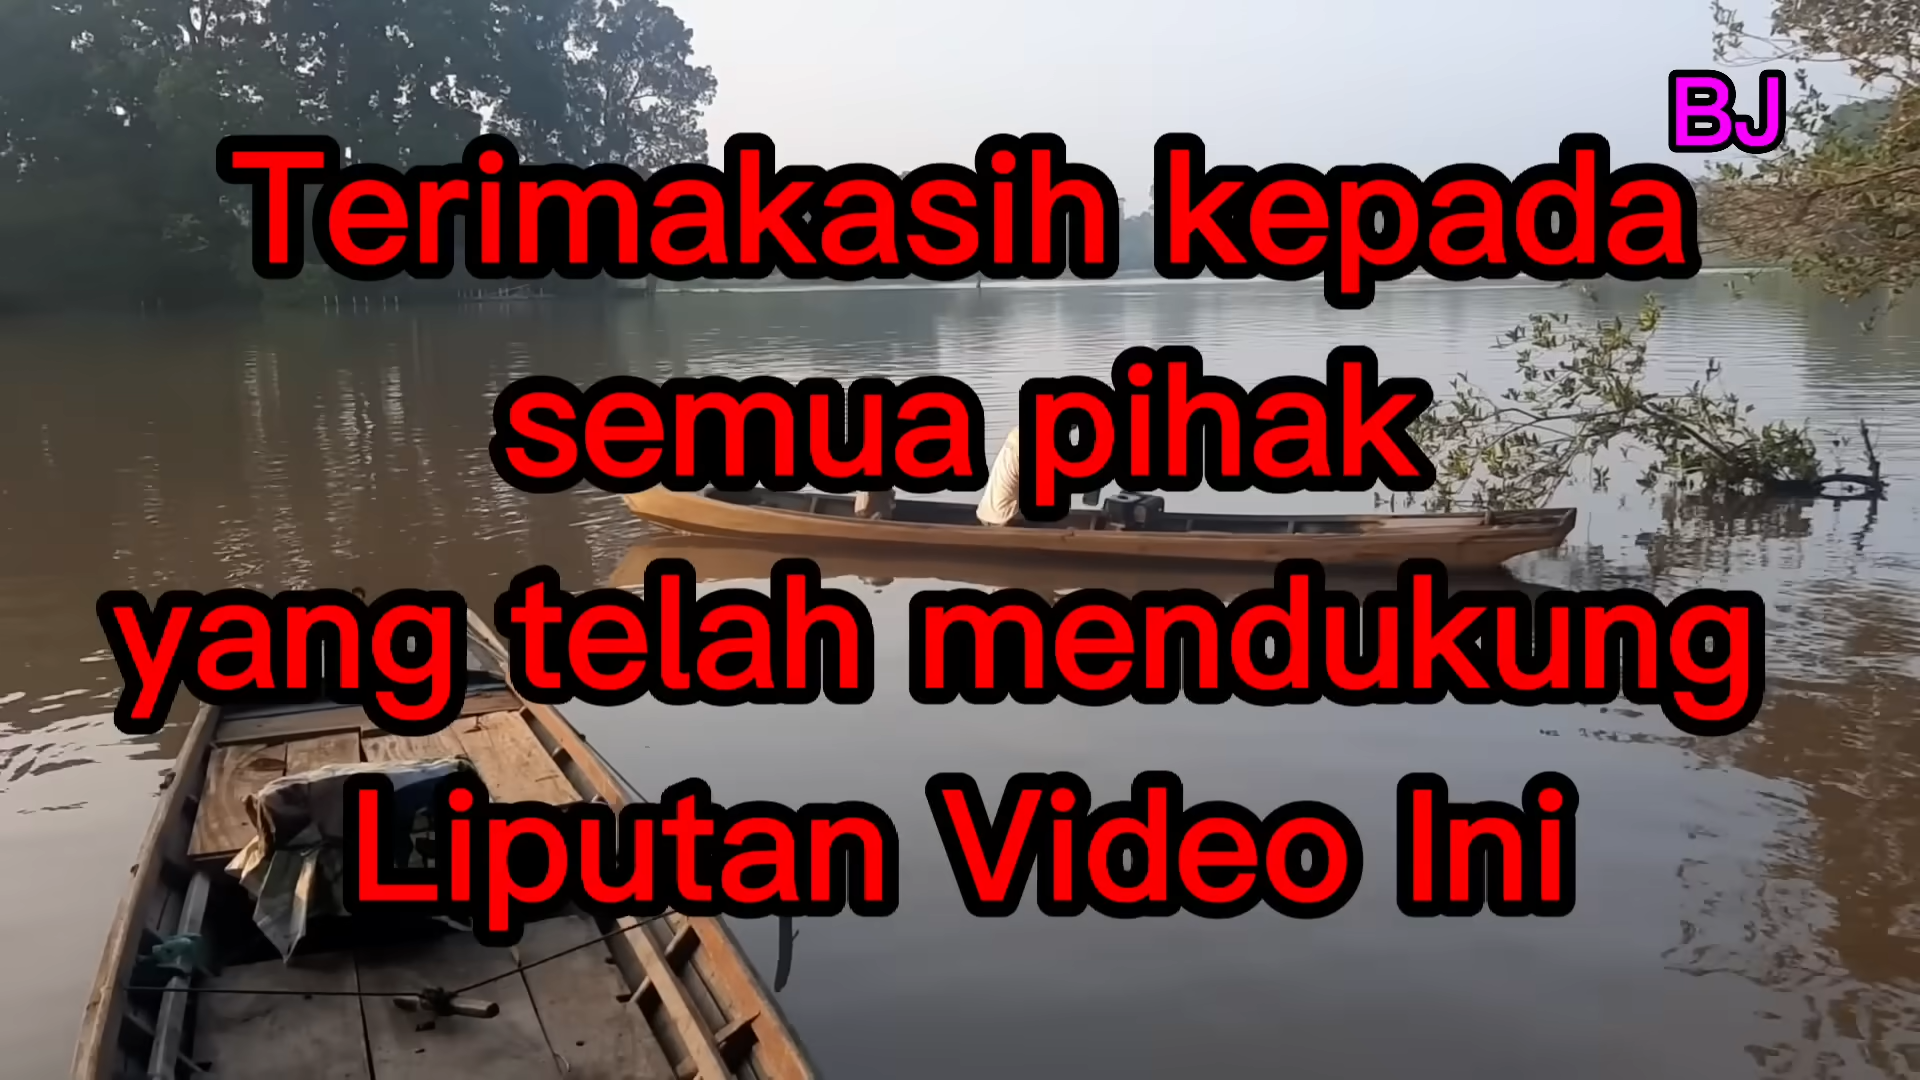 BJ
Terimakasih kepada
semua pihak
yang telah mendukung
Liputan Video Ini